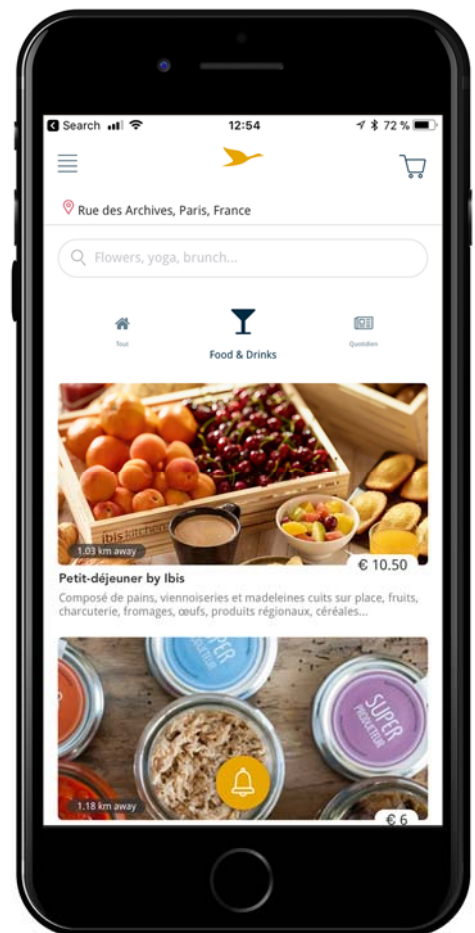 Search 12:54 72 %
Rue des Archives, Paris, France
Flowers, yoga, brunch...
Tout Food & Drinks Quotidien
ibis kitchen
1.03 km away
€ 10.50
Petit-déjeuner by Ibis
Composé de pains, viennoiseries et madeleines cuits sur place, fruits,
charcuterie, fromages, œufs, produits régionaux, céréales...
SUPER
PRODUCTEUR
1.18 km away
€ 6